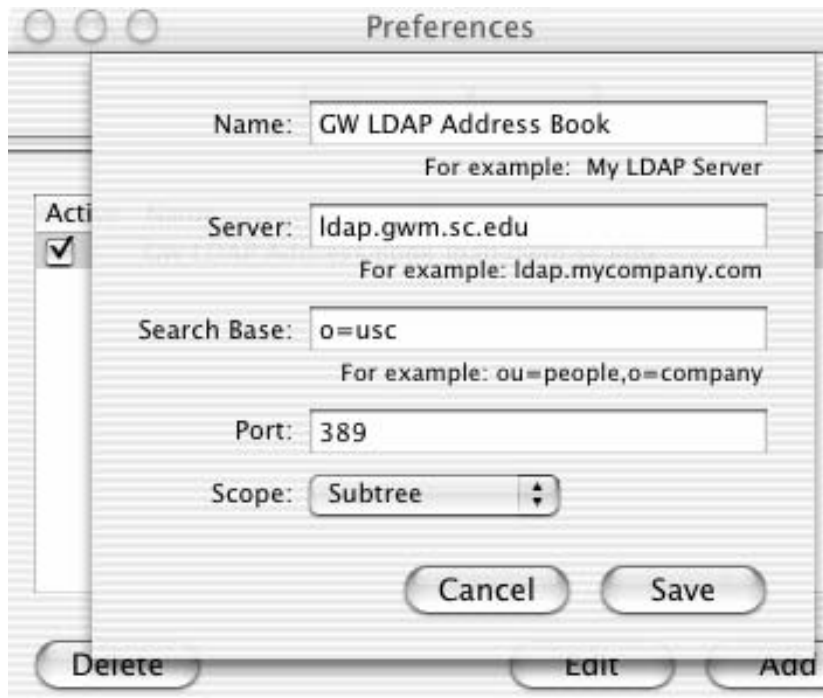 Preferences
Name: GW LDAP Address Book
For example: My LDAP Server
Acti
Server: ldap.gwm.sc.edu
For example: ldap.mycompany.com
Search Base: o=usc
For example: ou=people,o=company
Port: 389
Scope: Subtree
Cancel Save
Delete Edit Add